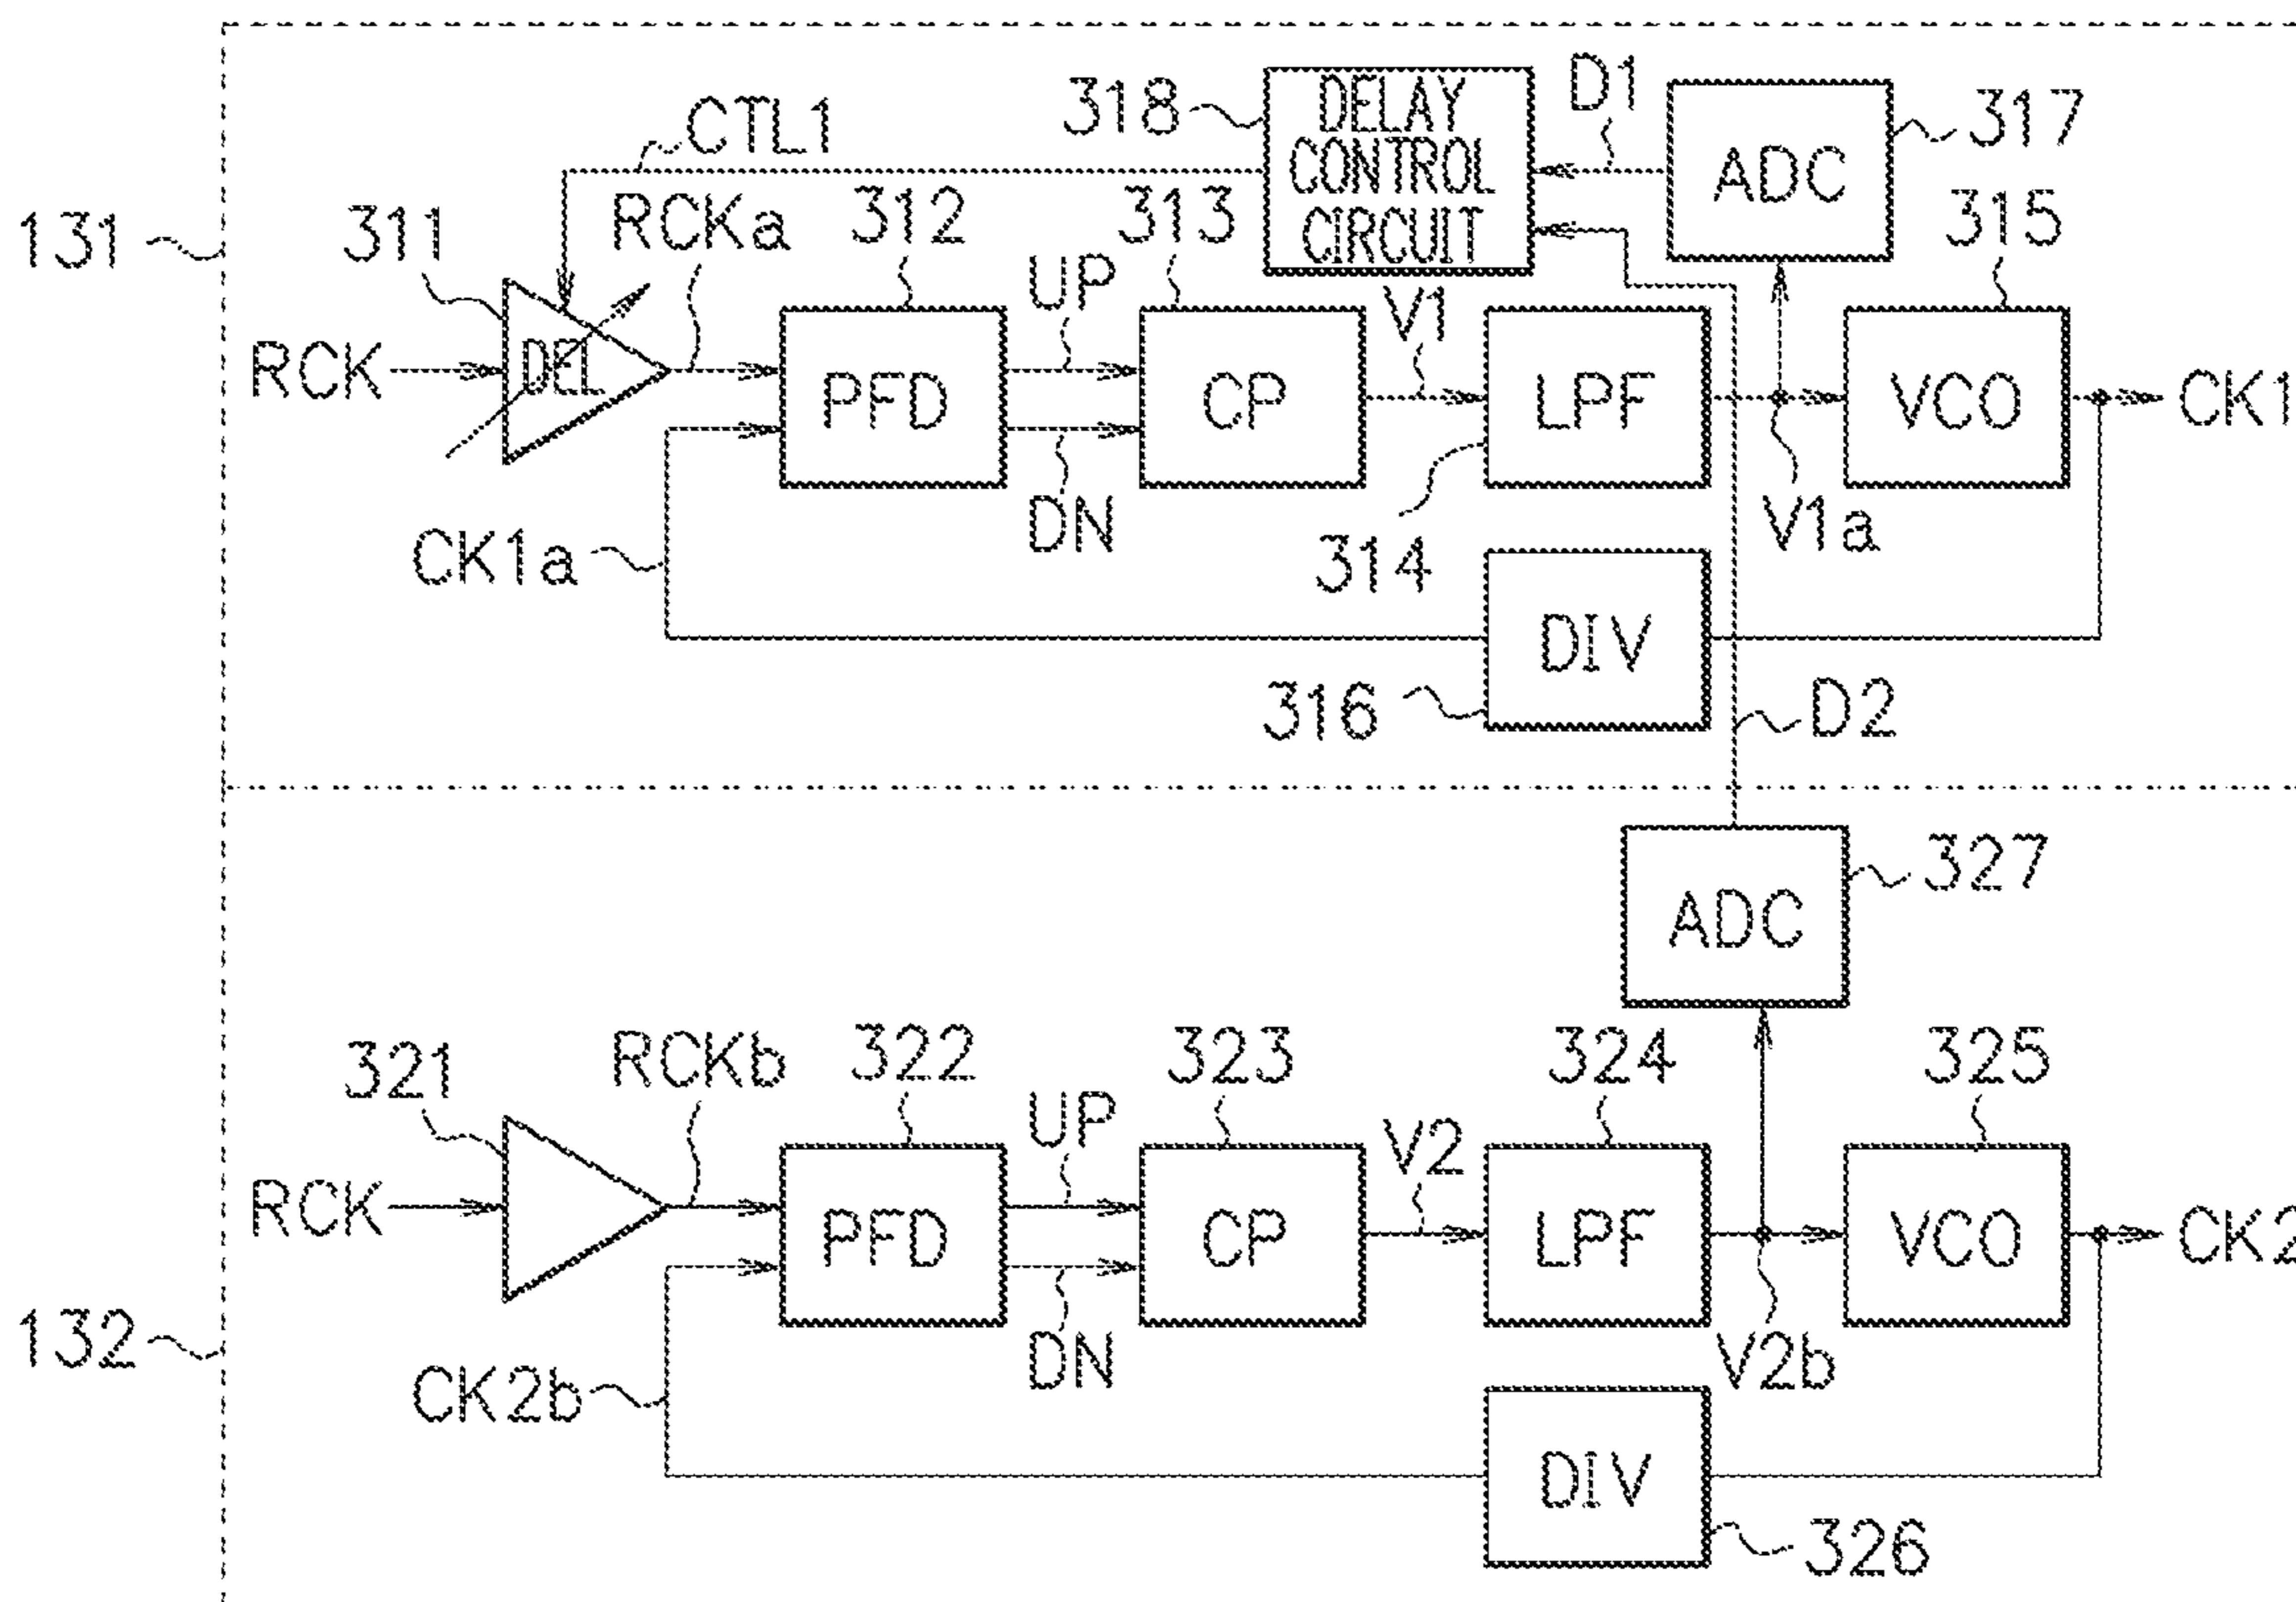 131
CTL1
318
DELAY
CONTROL
CIRCUIT
D1
ADC
317
311
RCKa
312
UP
313
V1
315
RCK
DEL
PFD
CP
LPF
VCO
CK1
CK1a
DN
314
V1a
DIV
316
D2
132
ADC
327
321
RCKb
322
UP
323
V2
324
325
RCK
PFD
CP
LPF
VCO
CK2
CK2b
DN
V2b
DIV
326